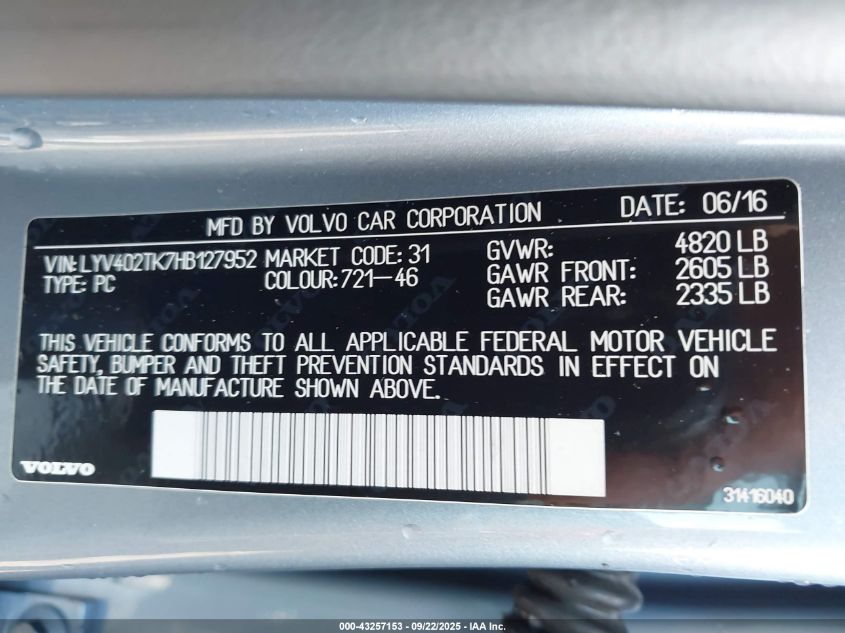 MFD BY VOLVO CAR CORPORATION DATE: 06/16
VIN: LYV402TK7HB127952 MARKET CODE: 31 GVWR: 4820 LB
TYPE: PC COLOUR: 721-46 GAWR FRONT: 2605 LB
GAWR REAR: 2335 LB
THIS VEHICLE CONFORMS TO ALL APPLICABLE FEDERAL MOTOR VEHICLE
SAFETY, BUMPER AND THEFT PREVENTION STANDARDS IN EFFECT ON
THE DATE OF MANUFACTURE SHOWN ABOVE.
VOLVO
31416040
000-43257153 - 09/22/2025 - IAA Inc.